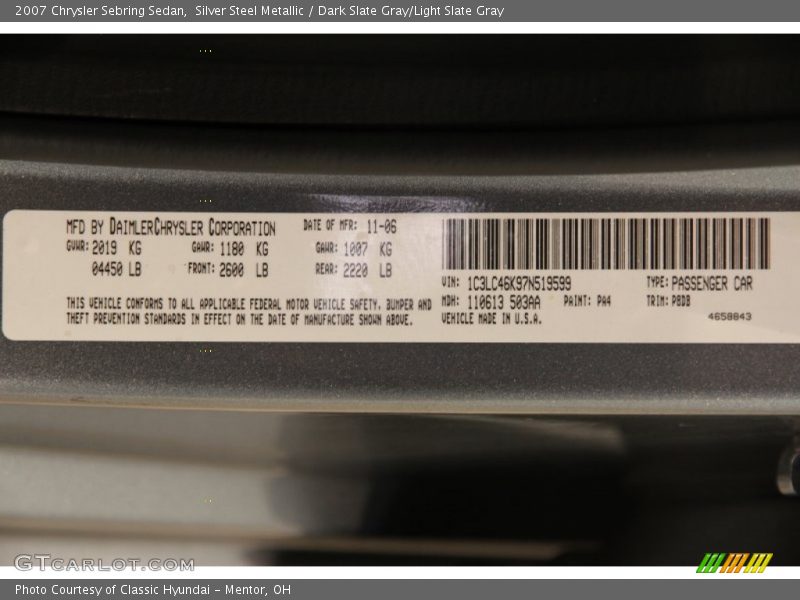 2007 Chrysler Sebring Sedan, Silver Steel Metallic / Dark Slate Gray/Light Slate Gray
MFD BY DAIMLERCHRYSLER CORPORATION DATE OF MFR: 11-06
GVWR: 2019 KG GAWR: 1180 KG GAWR: 1007 KG
04450 LB FRONT: 2600 LB REAR: 2220 LB
THIS VEHICLE CONFORMS TO ALL APPLICABLE FEDERAL MOTOR VEHICLE SAFETY, BUMPER AND
THEFT PREVENTION STANDARDS IN EFFECT ON THE DATE OF MANUFACTURE SHOWN ABOVE.
VIN: 1C3LC46K97N519599 TYPE: PASSENGER CAR
MDH: 110613 503AA PAINT: PA4 TRIM: PBDB
VEHICLE MADE IN U.S.A. 4658843
GTCARLOT.COM
Photo Courtesy of Classic Hyundai - Mentor, OH